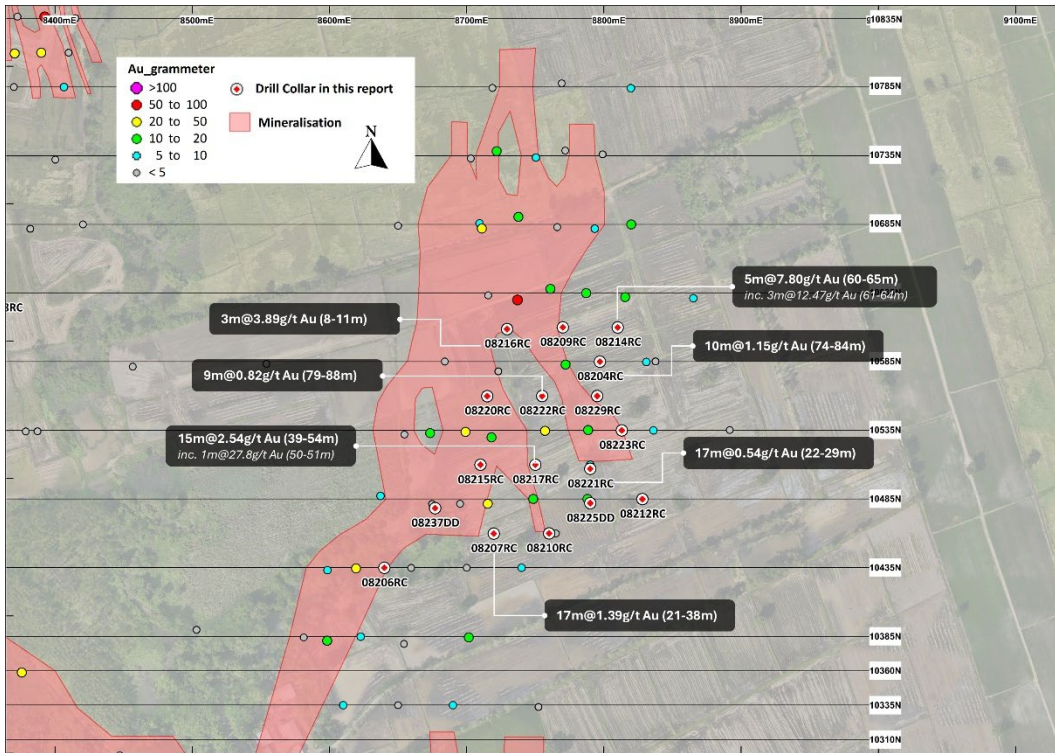 8400mE
8500mE
8600mE
8700mE
8800mE
8900mE
9100mE
10835N
10785N
10735N
10685N
10585N
10535N
10485N
10435N
10385N
10360N
10335N
10310N
Au_grammeter
>100
50 to 100
20 to 50
10 to 20
5 to 10
< 5
Drill Collar in this report
Mineralisation
N
3RC
5m@7.80g/t Au (60-65m)
inc. 3m@12.47g/t Au (61-64m)
3m@3.89g/t Au (8-11m)
08216RC
08209RC
08214RC
10m@1.15g/t Au (74-84m)
08204RC
9m@0.82g/t Au (79-88m)
08220RC
08222RC
08229RC
15m@2.54g/t Au (39-54m)
inc. 1m@27.8g/t Au (50-51m)
08223RC
17m@0.54g/t Au (22-29m)
08215RC
08217RC
08221RC
08237DD
08225DD
08212RC
08207RC
08210RC
08206RC
17m@1.39g/t Au (21-38m)